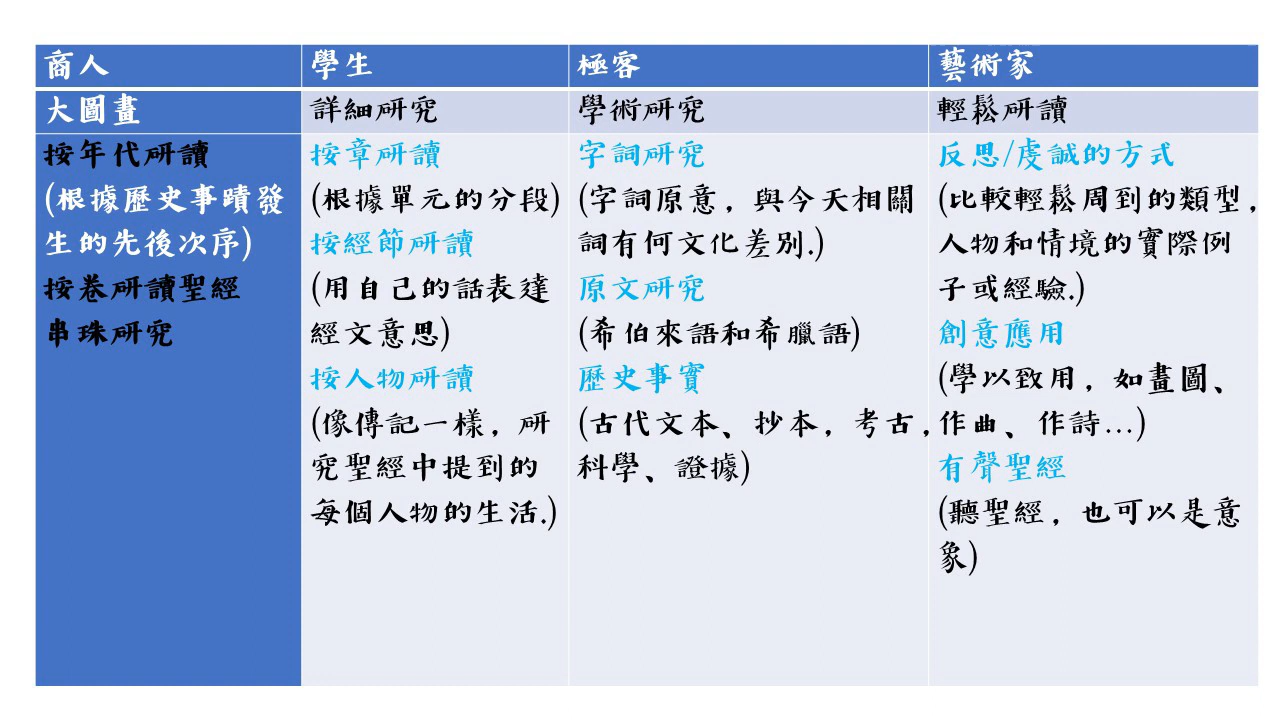 商人
學生
極客
藝術家
大圖畫
詳細研究
學術研究
輕鬆研讀
按年代研讀
(根據歷史事蹟發
生的先後次序)
按卷研讀聖經
串珠研究
按章研讀
(根據單元的分段)
按經節研讀
(用自己的話表達
經文意思)
按人物研讀
(像傳記一樣，研
究聖經中提到的
每個人物的生活.)
字詞研究
(字詞原意，與今天相關
詞有何文化差別.)
原文研究
(希伯來語和希臘語)
歷史事實
(古代文本、抄本，考古，
科學、證據)
反思/虔誠的方式
(比較輕鬆周到的類型，
人物和情境的實際例
子或經驗.)
創意應用
(學以致用，如畫圖、
作曲、作詩…)
有聲聖經
(聽聖經，也可以是意
象)